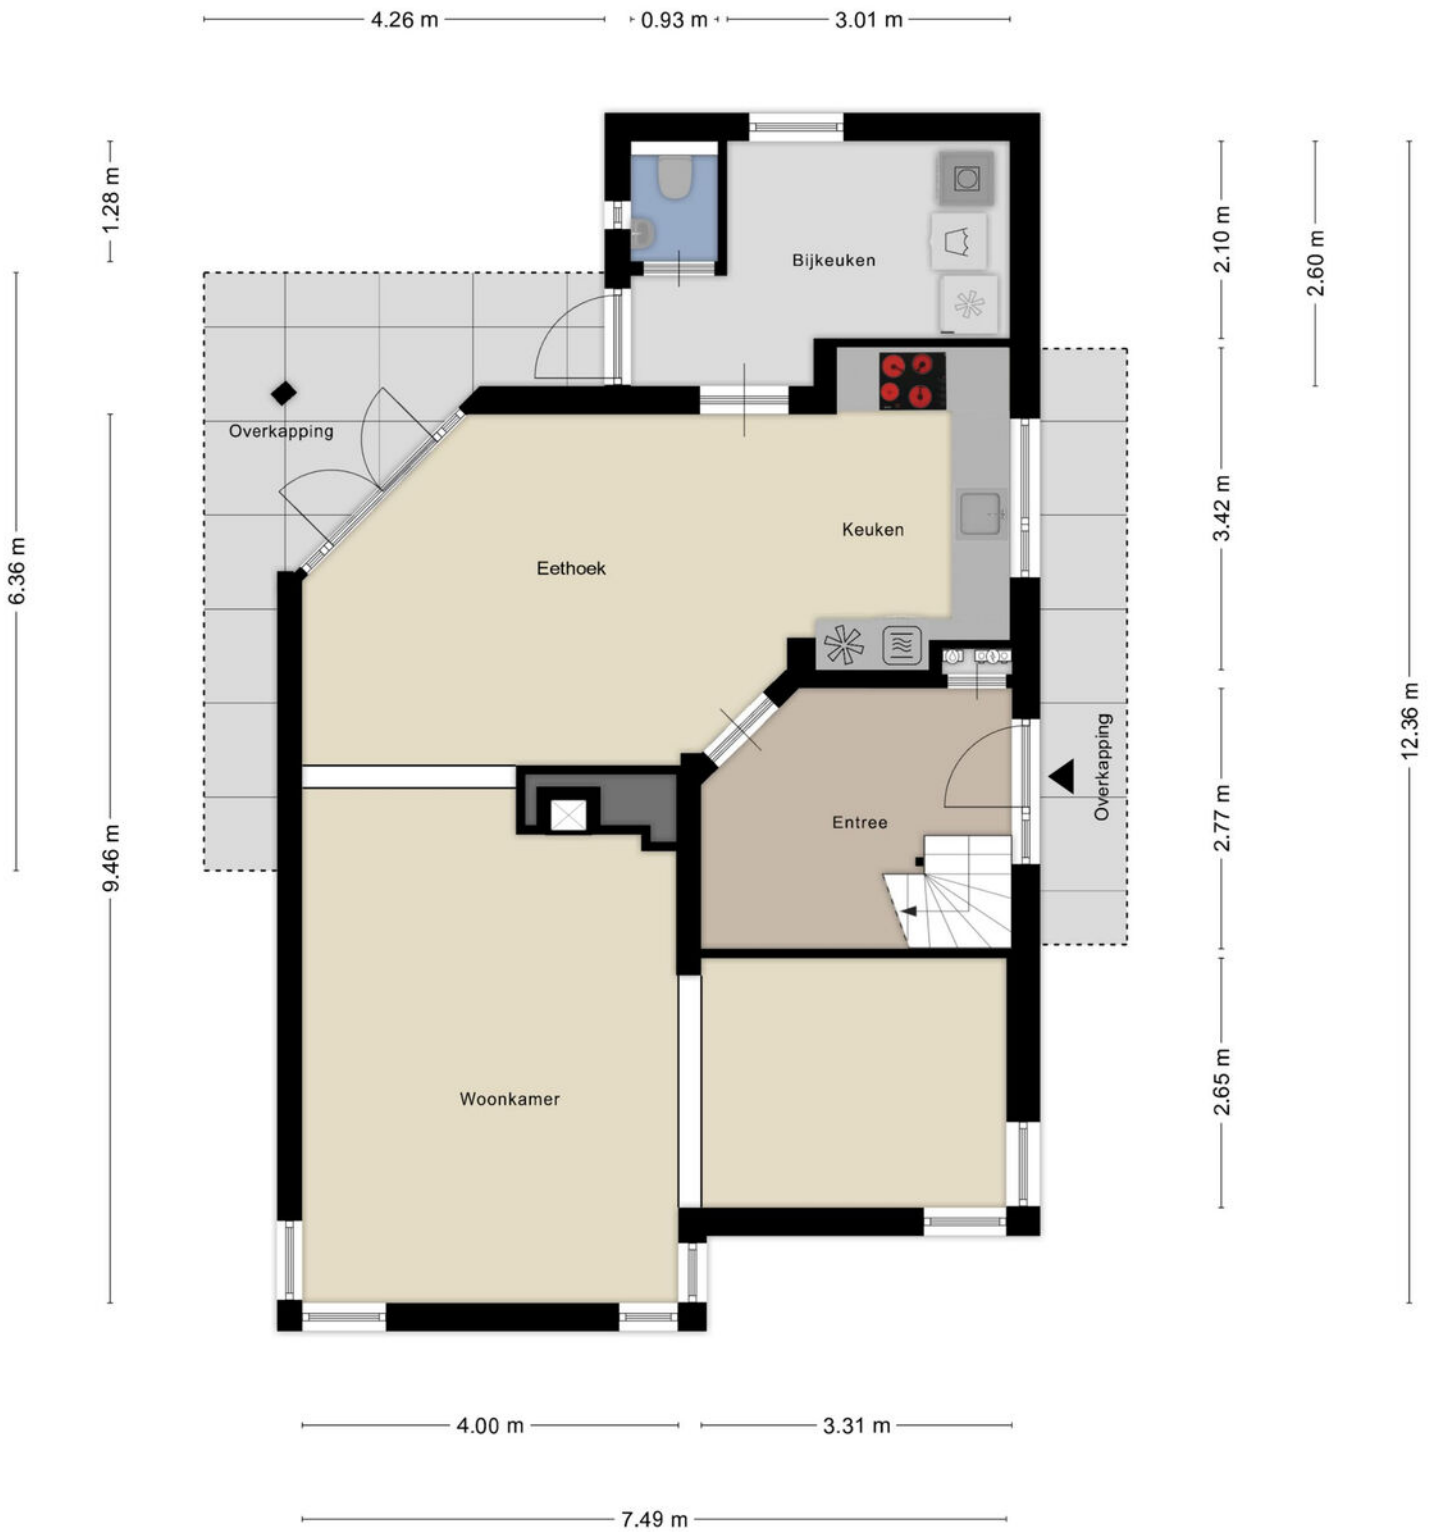 4.26 m
0.93 m
3.01 m
1.28 m
2.10 m
2.60 m
Bijkeuken
Overkapping
3.42 m
Keuken
Eethoek
6.36 m
12.36 m
Overkapping
Entree
2.77 m
9.46 m
2.65 m
Woonkamer
4.00 m
3.31 m
7.49 m